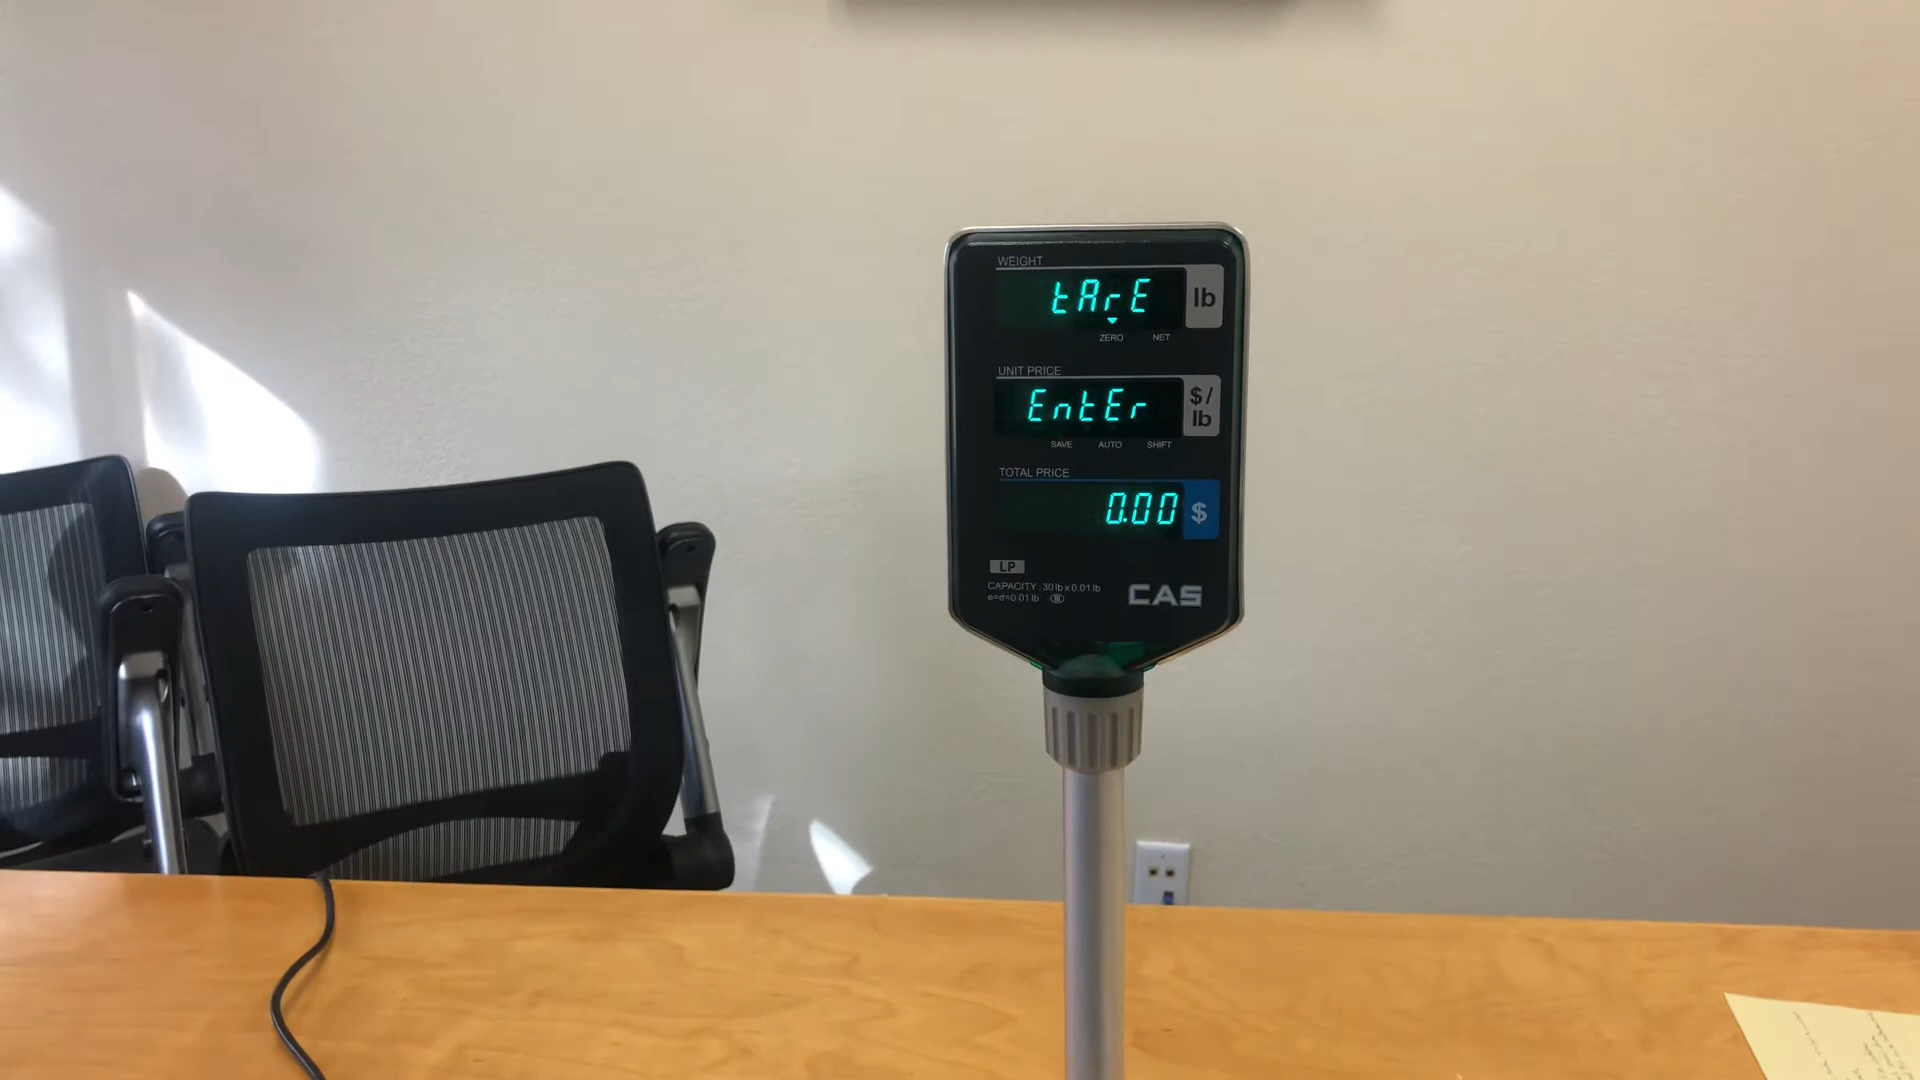 WEIGHT
tArE
lb
ZERO NET
UNIT PRICE
EntEr
$/
lb
SAVE AUTO SHIFT
TOTAL PRICE
0.00
$
LP
CAPACITY : 30 lb x 0.01 lb
e=d=0.01 lb
CAS